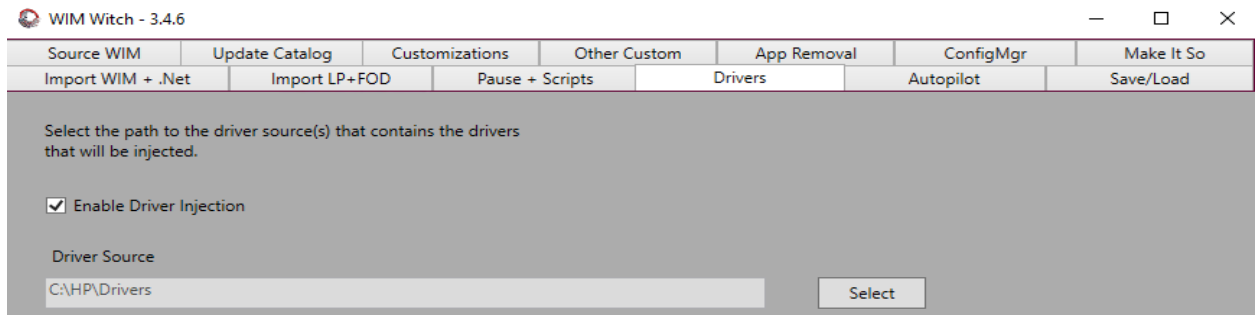 WIM Witch - 3.4.6
Source WIM Update Catalog Customizations Other Custom App Removal ConfigMgr Make It So
Import WIM + .Net Import LP+FOD Pause + Scripts Drivers Autopilot Save/Load
Select the path to the driver source(s) that contains the drivers
that will be injected.
Enable Driver Injection
Driver Source
C:\HP\Drivers Select